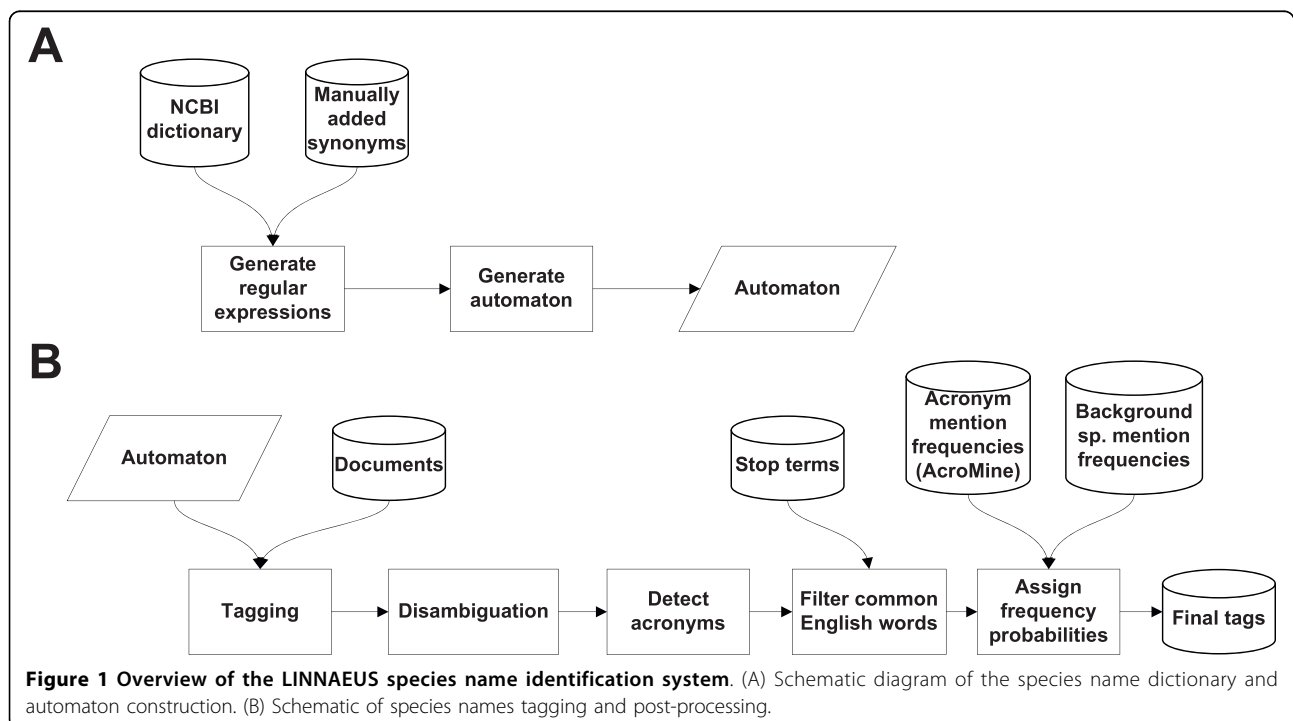 A
NCBI
dictionary
Manually
added
synonyms
Generate
regular
expressions
Generate
automaton
Automaton
B
Automaton
Documents
Stop terms
Acronym
mention
frequencies
(AcroMine)
Background
sp. mention
frequencies
Tagging
Disambiguation
Detect
acronyms
Filter common
English words
Assign
frequency
probabilities
Final tags
Figure 1 Overview of the LINNAEUS species name identification system. (A) Schematic diagram of the species name dictionary and
automaton construction. (B) Schematic of species names tagging and post-processing.